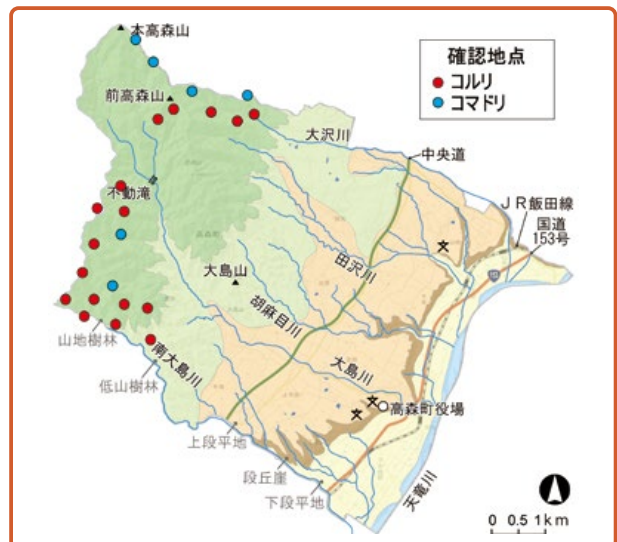 本高森山
確認地点
コルリ
コマドリ
前高森山
大沢川
中央道
JR飯田線
国道
153号
不動滝
大島山
田沢川
胡麻目川
山地樹林
南大島川
低山樹林
大島川
高森町役場
上段平地
段丘崖
下段平地
天竜川
0 0.5 1km